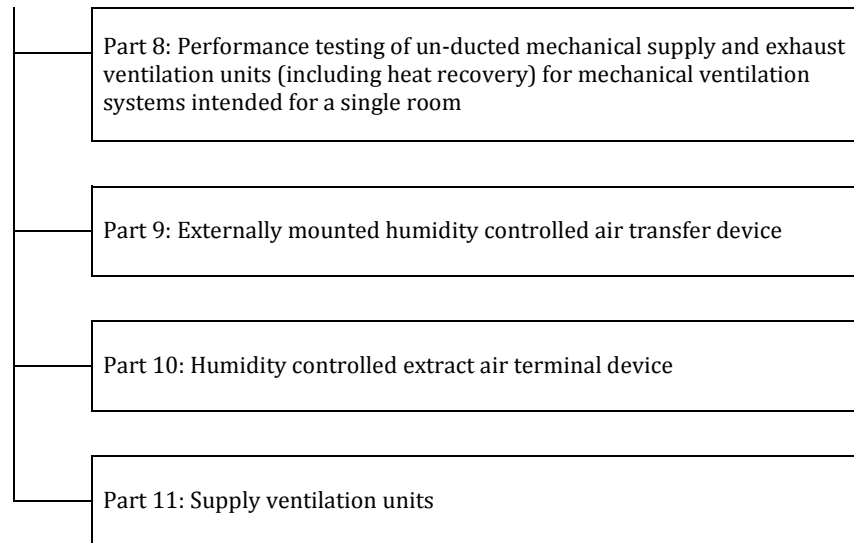 Part 8: Performance testing of un-ducted mechanical supply and exhaust
ventilation units (including heat recovery) for mechanical ventilation
systems intended for a single room
Part 9: Externally mounted humidity controlled air transfer device
Part 10: Humidity controlled extract air terminal device
Part 11: Supply ventilation units